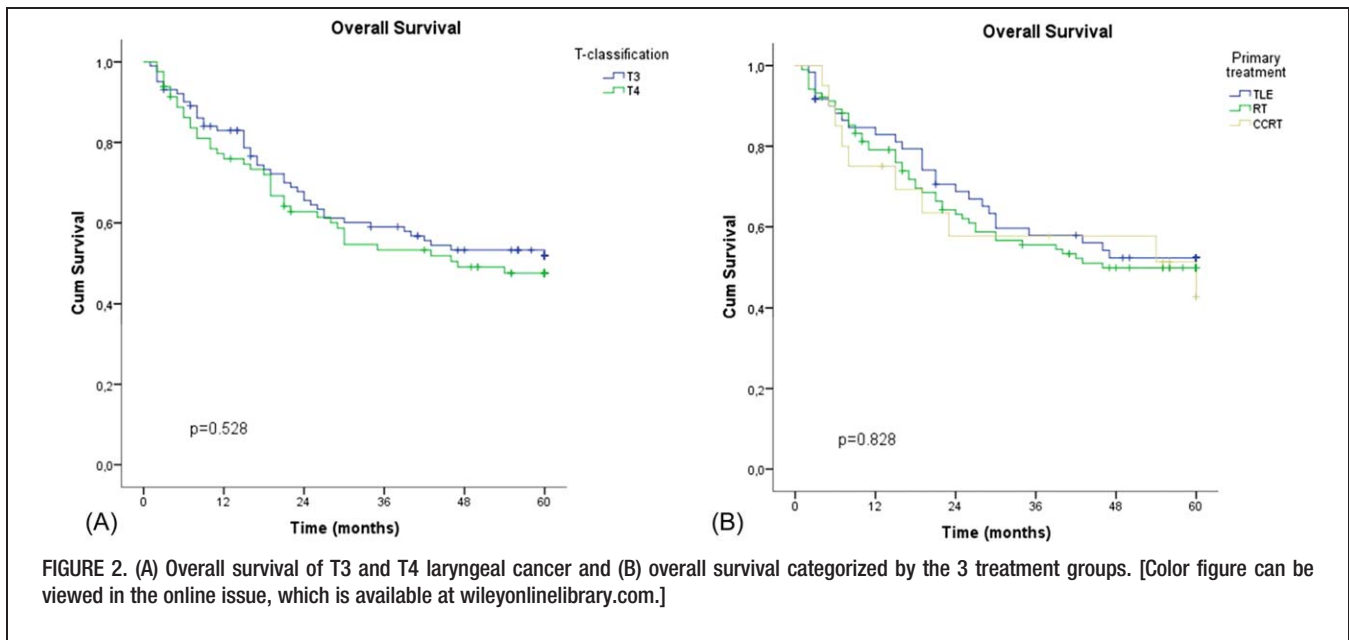 Overall Survival
T-classification
T3
T4
1,0
0,8
0,6
0,4
0,2
0,0
Cum Survival
p=0.528
0 12 24 36 48 60
Time (months)
(A)
Overall Survival
Primary
treatment
TLE
RT
CCRT
1,0
0,8
0,6
0,4
0,2
0,0
Cum Survival
p=0.828
0 12 24 36 48 60
Time (months)
(B)
FIGURE 2. (A) Overall survival of T3 and T4 laryngeal cancer and (B) overall survival categorized by the 3 treatment groups. [Color figure can be
viewed in the online issue, which is available at wileyonlinelibrary.com.]